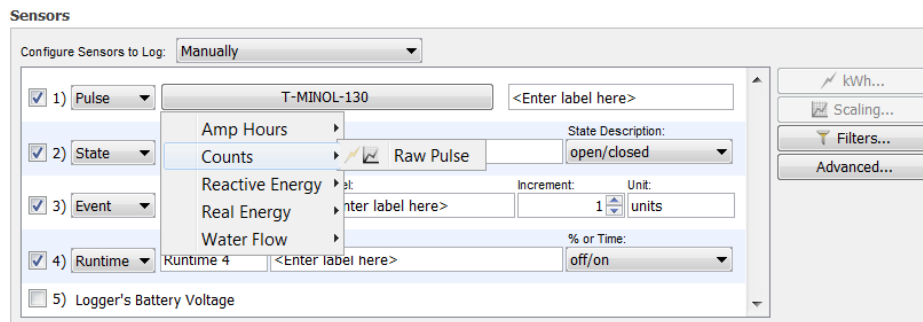 Sensors
Configure Sensors to Log: Manually
1) Pulse T-MINOL-130 <Enter label here>
kWh...
Scaling...
Filters...
Advanced...
Amp Hours
State Description:
2) State Counts Raw Pulse open/closed
Reactive Energy Increment: Unit:
3) Event Real Energy nter label here> 1 units
Water Flow % or Time:
4) Runtime Runtime 4 <Enter label here> off/on
5) Logger's Battery Voltage